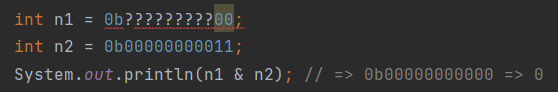 int n1 = 0b?????????00;
int n2 = 0b00000000011;
System.out.println(n1 & n2); // => 0b00000000000 => 0